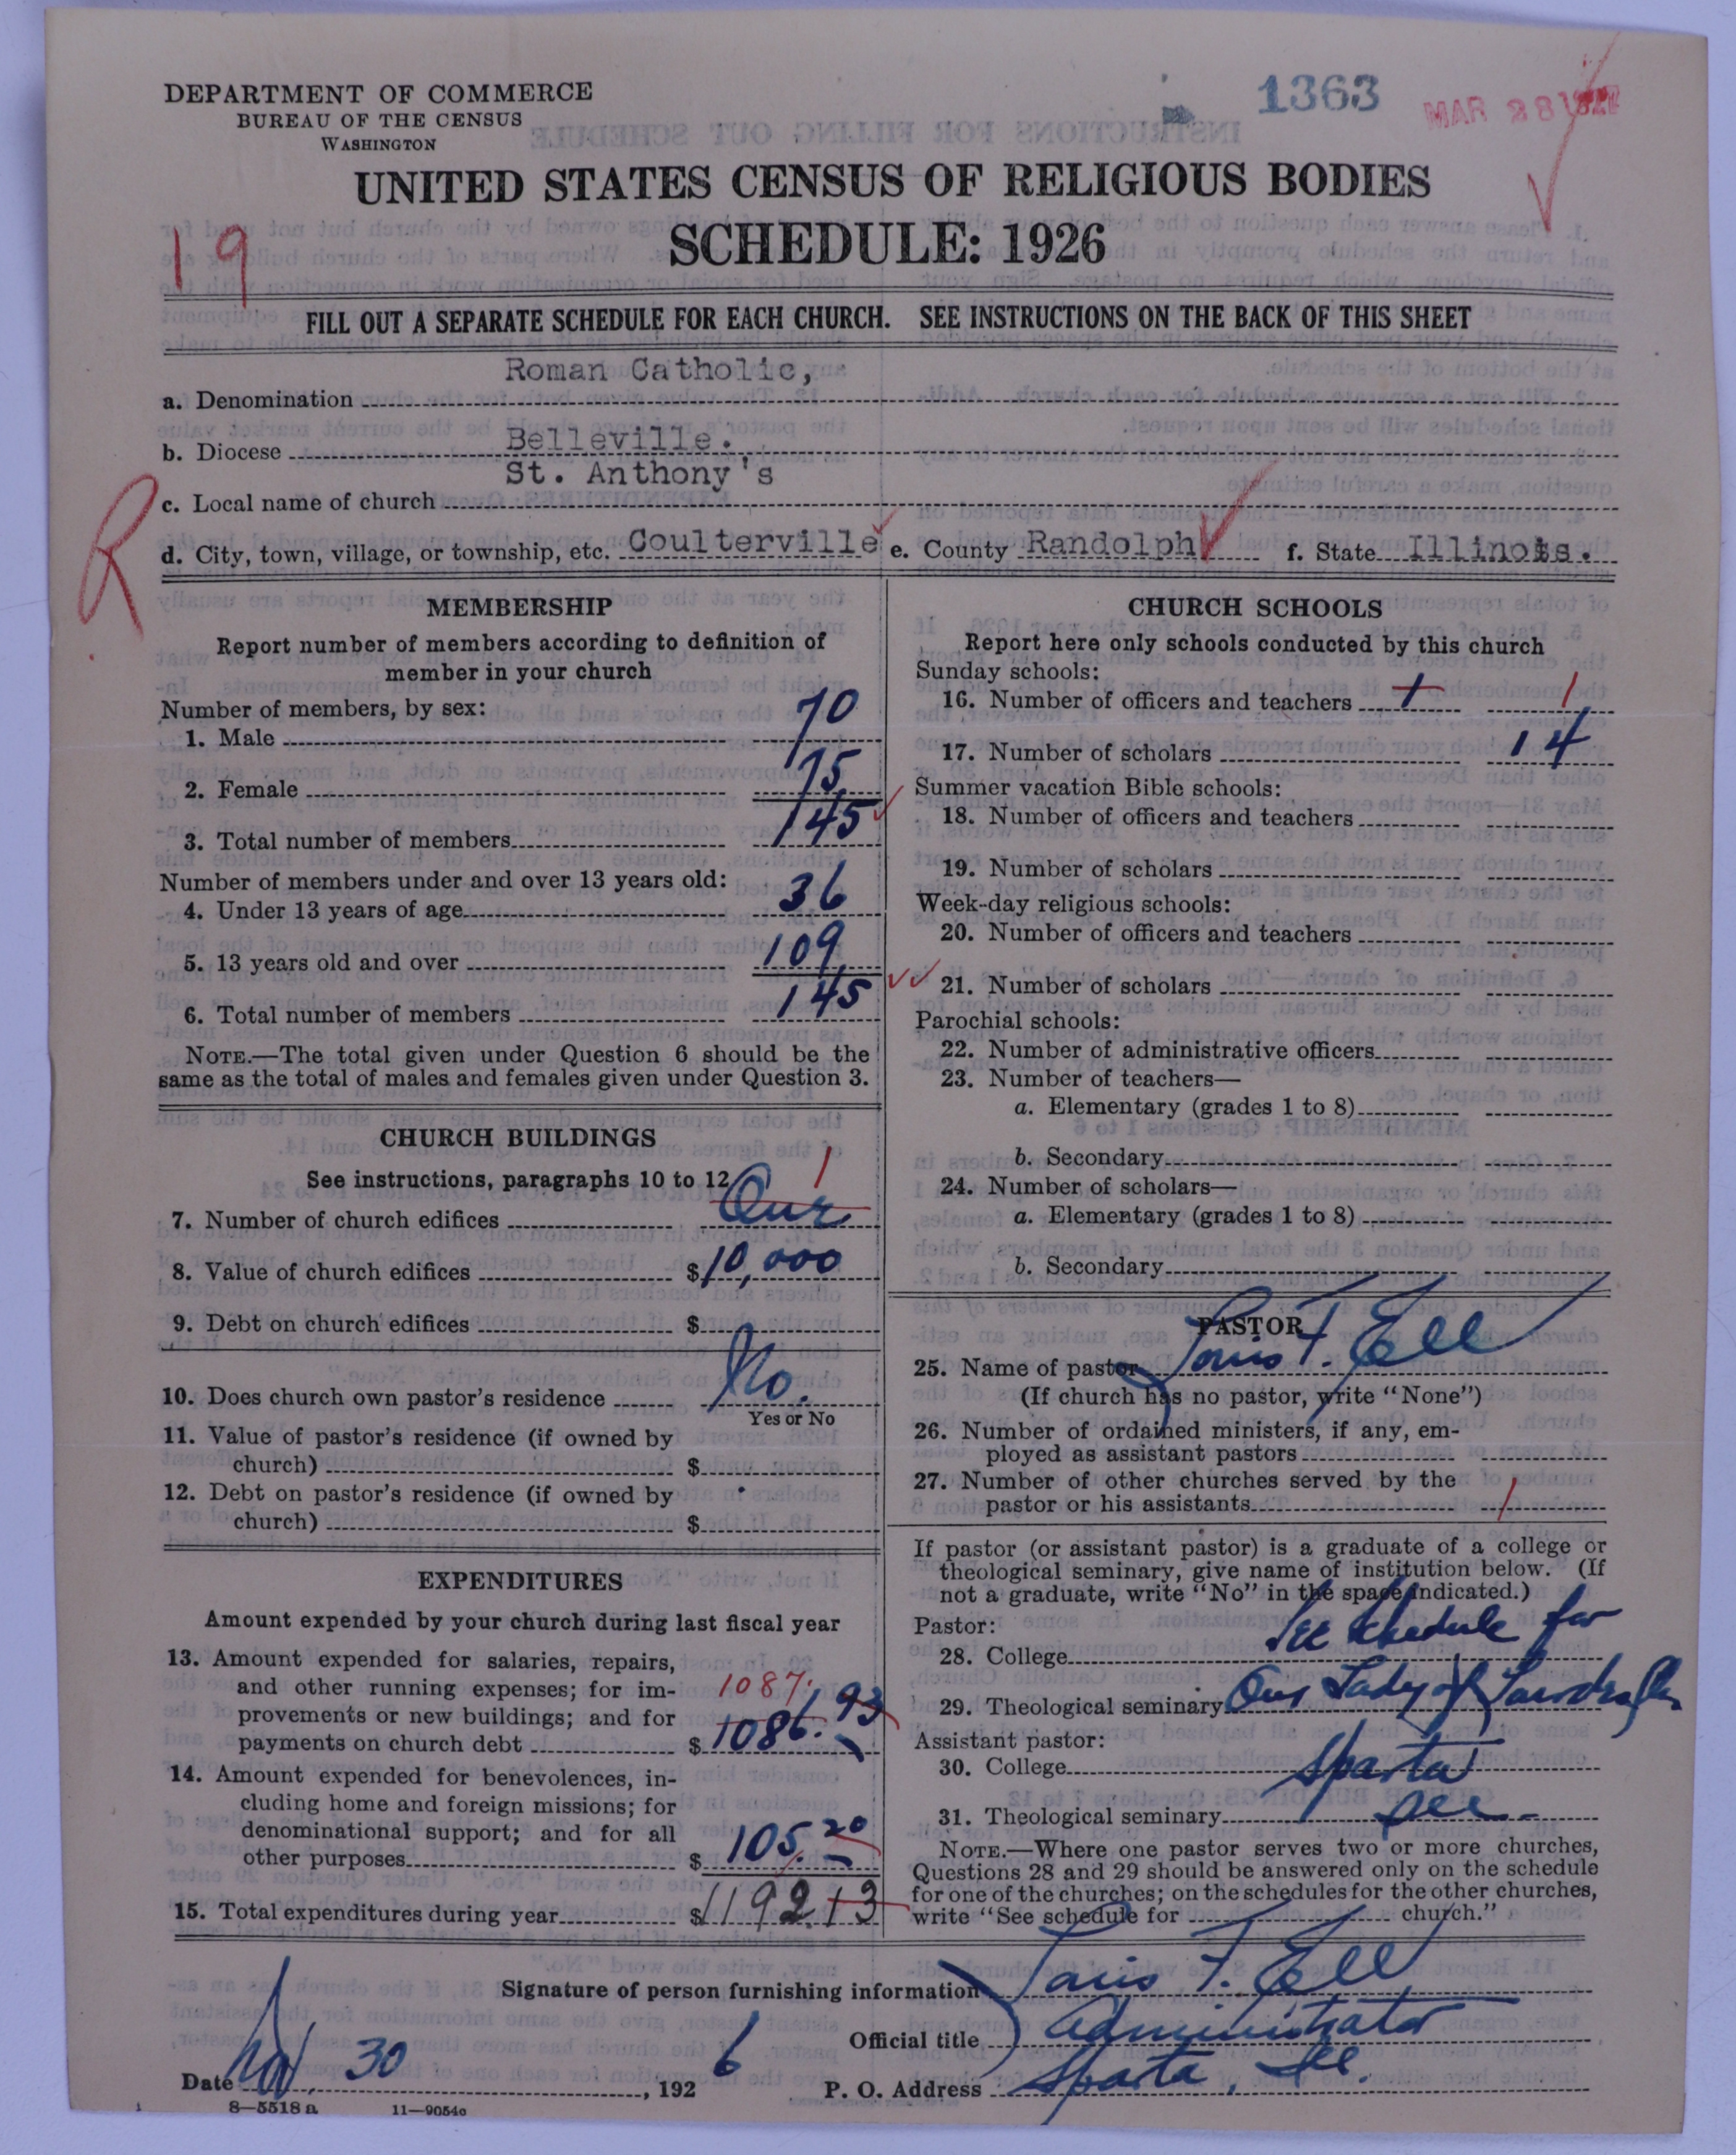 DEPARTMENT OF COMMERCE
BUREAU OF THE CENSUS
WASHINGTON
1363
MAR 28 1927
UNITED STATES CENSUS OF RELIGIOUS BODIES
SCHEDULE: 1926
19
FILL OUT A SEPARATE SCHEDULE FOR EACH CHURCH. SEE INSTRUCTIONS ON THE BACK OF THIS SHEET
a. Denomination Roman Catholic,
b. Diocese Belleville.
c. Local name of church St. Anthony's
R
d. City, town, village, or township, etc. Coulterville e. County Randolph f. State Illinois.
MEMBERSHIP
Report number of members according to definition of
member in your church
Number of members, by sex:
1. Male 70
2. Female 75
3. Total number of members 145
Number of members under and over 13 years old:
4. Under 13 years of age 36
5. 13 years old and over 109
6. Total number of members 145
NOTE.—The total given under Question 6 should be the
same as the total of males and females given under Question 3.
CHURCH BUILDINGS
See instructions, paragraphs 10 to 12
7. Number of church edifices One 1
8. Value of church edifices $10,000
9. Debt on church edifices $
10. Does church own pastor's residence No.
Yes or No
11. Value of pastor's residence (if owned by
church) $
12. Debt on pastor's residence (if owned by
church) $
EXPENDITURES
Amount expended by your church during last fiscal year
13. Amount expended for salaries, repairs,
and other running expenses; for im-
1087.
provements or new buildings; and for
payments on church debt $ 1086.93
14. Amount expended for benevolences, in-
cluding home and foreign missions; for
denominational support; and for all
other purposes $ 105.20
15. Total expenditures during year $1192.13
CHURCH SCHOOLS
Report here only schools conducted by this church
Sunday schools:
16. Number of officers and teachers 1 1
17. Number of scholars 14
Summer vacation Bible schools:
18. Number of officers and teachers
19. Number of scholars
Week-day religious schools:
20. Number of officers and teachers
21. Number of scholars
Parochial schools:
22. Number of administrative officers
23. Number of teachers—
a. Elementary (grades 1 to 8)
b. Secondary
24. Number of scholars—
a. Elementary (grades 1 to 8)
b. Secondary
PASTOR
25. Name of pastor Louis F. Ell
(If church has no pastor, write "None")
26. Number of ordained ministers, if any, em-
ployed as assistant pastors
27. Number of other churches served by the
pastor or his assistants 1
If pastor (or assistant pastor) is a graduate of a college or
theological seminary, give name of institution below. (If
not a graduate, write "No" in the space indicated.)
Pastor:
28. College See schedule for
29. Theological seminary Our Lady of Lourdes
Assistant pastor:
30. College Sparta
31. Theological seminary Ill.
NOTE.—Where one pastor serves two or more churches,
Questions 28 and 29 should be answered only on the schedule
for one of the churches; on the schedules for the other churches,
write "See schedule for church."
Signature of person furnishing information Louis F. Ell
Official title Administrator
Date Nov. 30, 1926 P. O. Address Sparta, Ill.
8—5518a 11—9054c